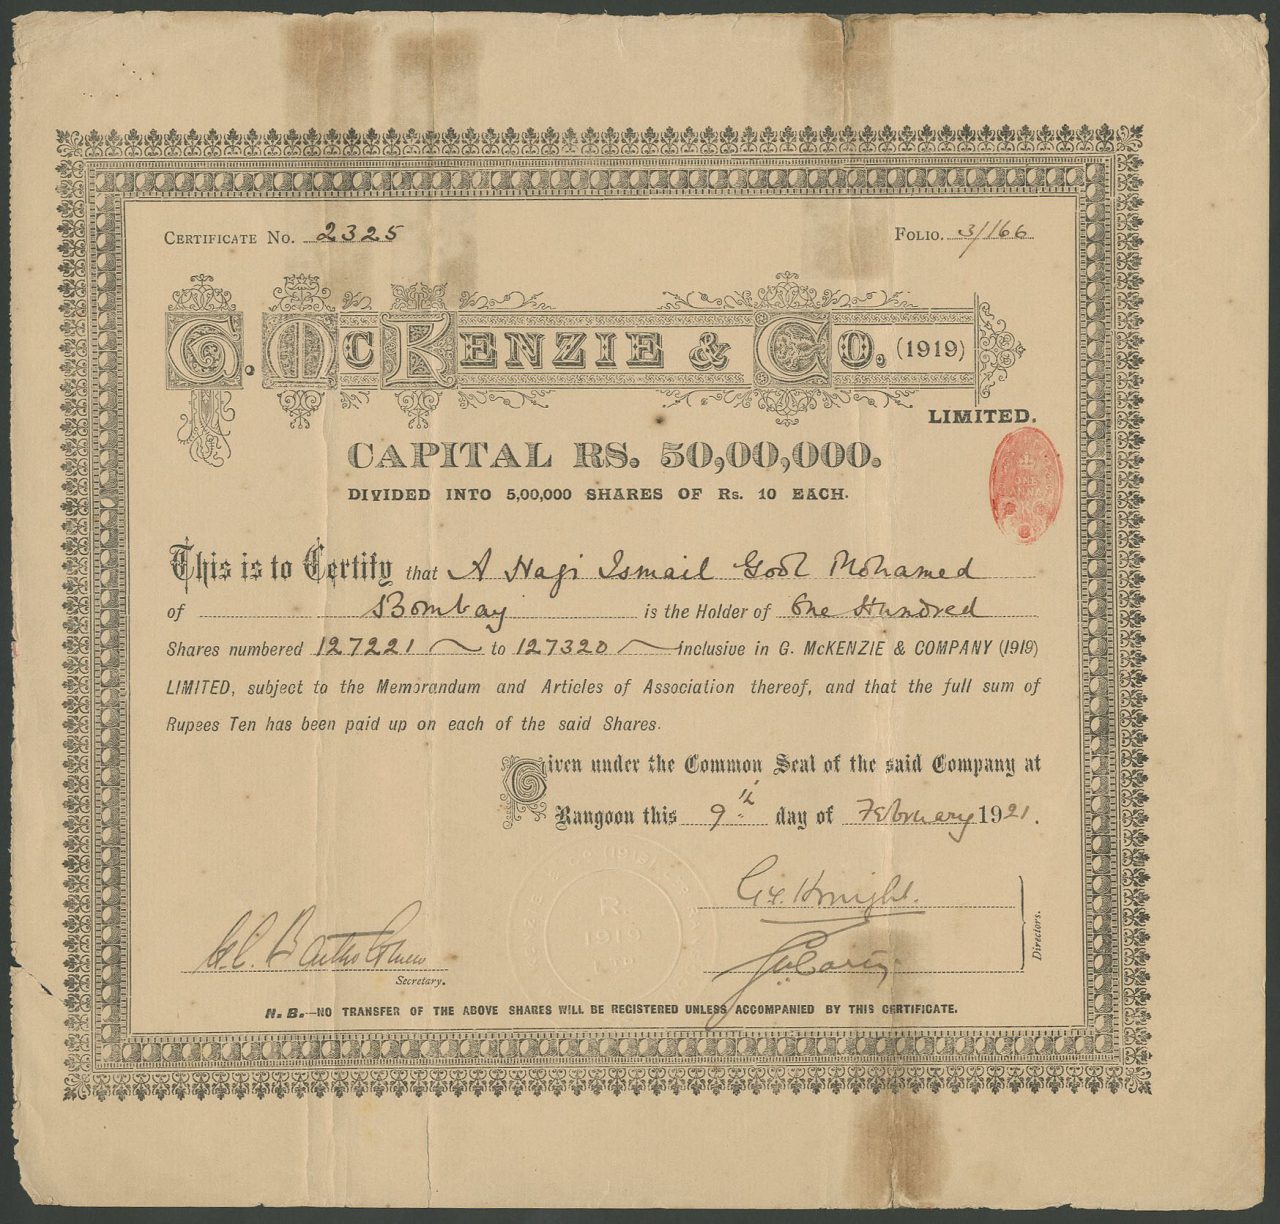 CERTIFICATE No. 2325
FOLIO. 3/166
G. McKENZIE & Co. (1919)
LIMITED.
CAPITAL RS. 50,00,000.
DIVIDED INTO 5,00,000 SHARES OF Rs. 10 EACH.
ONE
ANNA
This is to Certify that A Hagi Ismail Gool Mohamed
of Bombay is the Holder of One Hundred
Shares numbered 127221 to 127320 inclusive in G. McKENZIE & COMPANY (1919)
LIMITED, subject to the Memorandum and Articles of Association thereof, and that the full sum of
Rupees Ten has been paid up on each of the said Shares.
Given under the Common Seal of the said Company at
Rangoon this 9th day of February 1921.
R.
1919
Knight.
Directors.
Secretary.
N. B.—NO TRANSFER OF THE ABOVE SHARES WILL BE REGISTERED UNLESS ACCOMPANIED BY THIS CERTIFICATE.